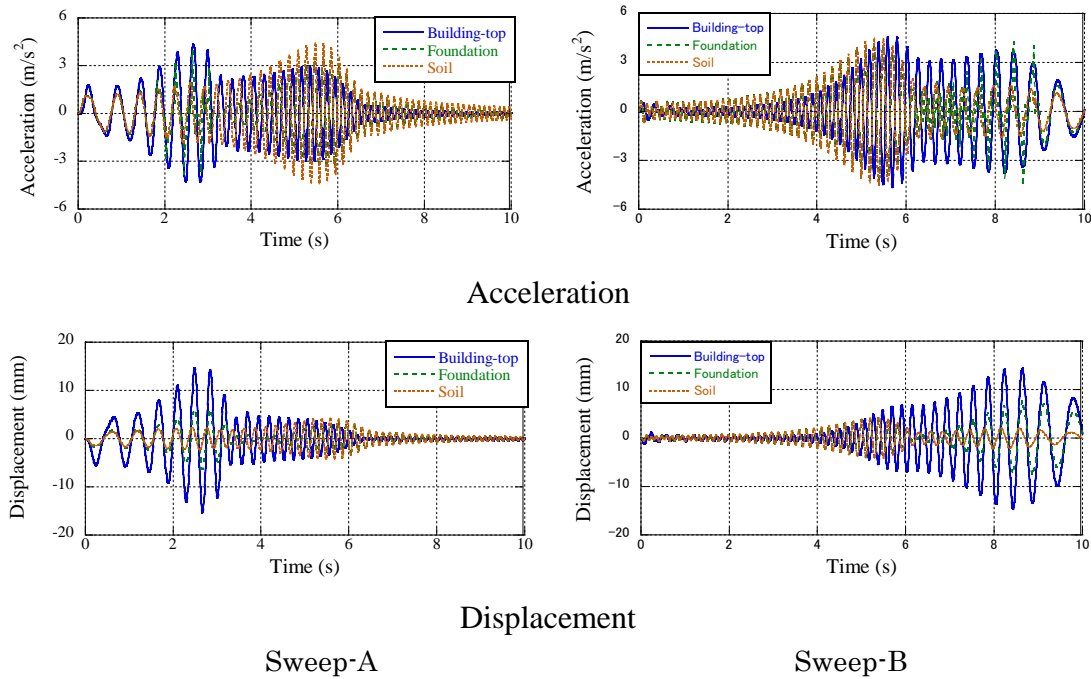 Acceleration (m/s²)
6
3
0
-3
-6
Building-top
Foundation
Soil
0
2
4
6
8
10
Time (s)
Acceleration (m/s²)
6
3
0
−3
−6
Building-top
Foundation
Soil
0
2
4
6
8
10
Time (s)
Acceleration
Displacement (mm)
20
10
0
-10
-20
Building-top
Foundation
Soil
0
2
4
6
8
10
Time (s)
Displacement (mm)
20
10
0
−10
−20
Building-top
Foundation
Soil
0
2
4
6
8
10
Time (s)
Displacement
Sweep-A
Sweep-B